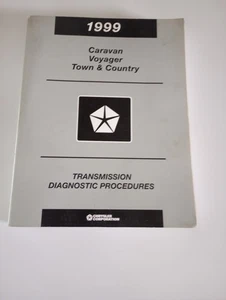 1999
Caravan
Voyager
Town & Country
TRANSMISSION
DIAGNOSTIC PROCEDURES
CHRYSLER
CORPORATION